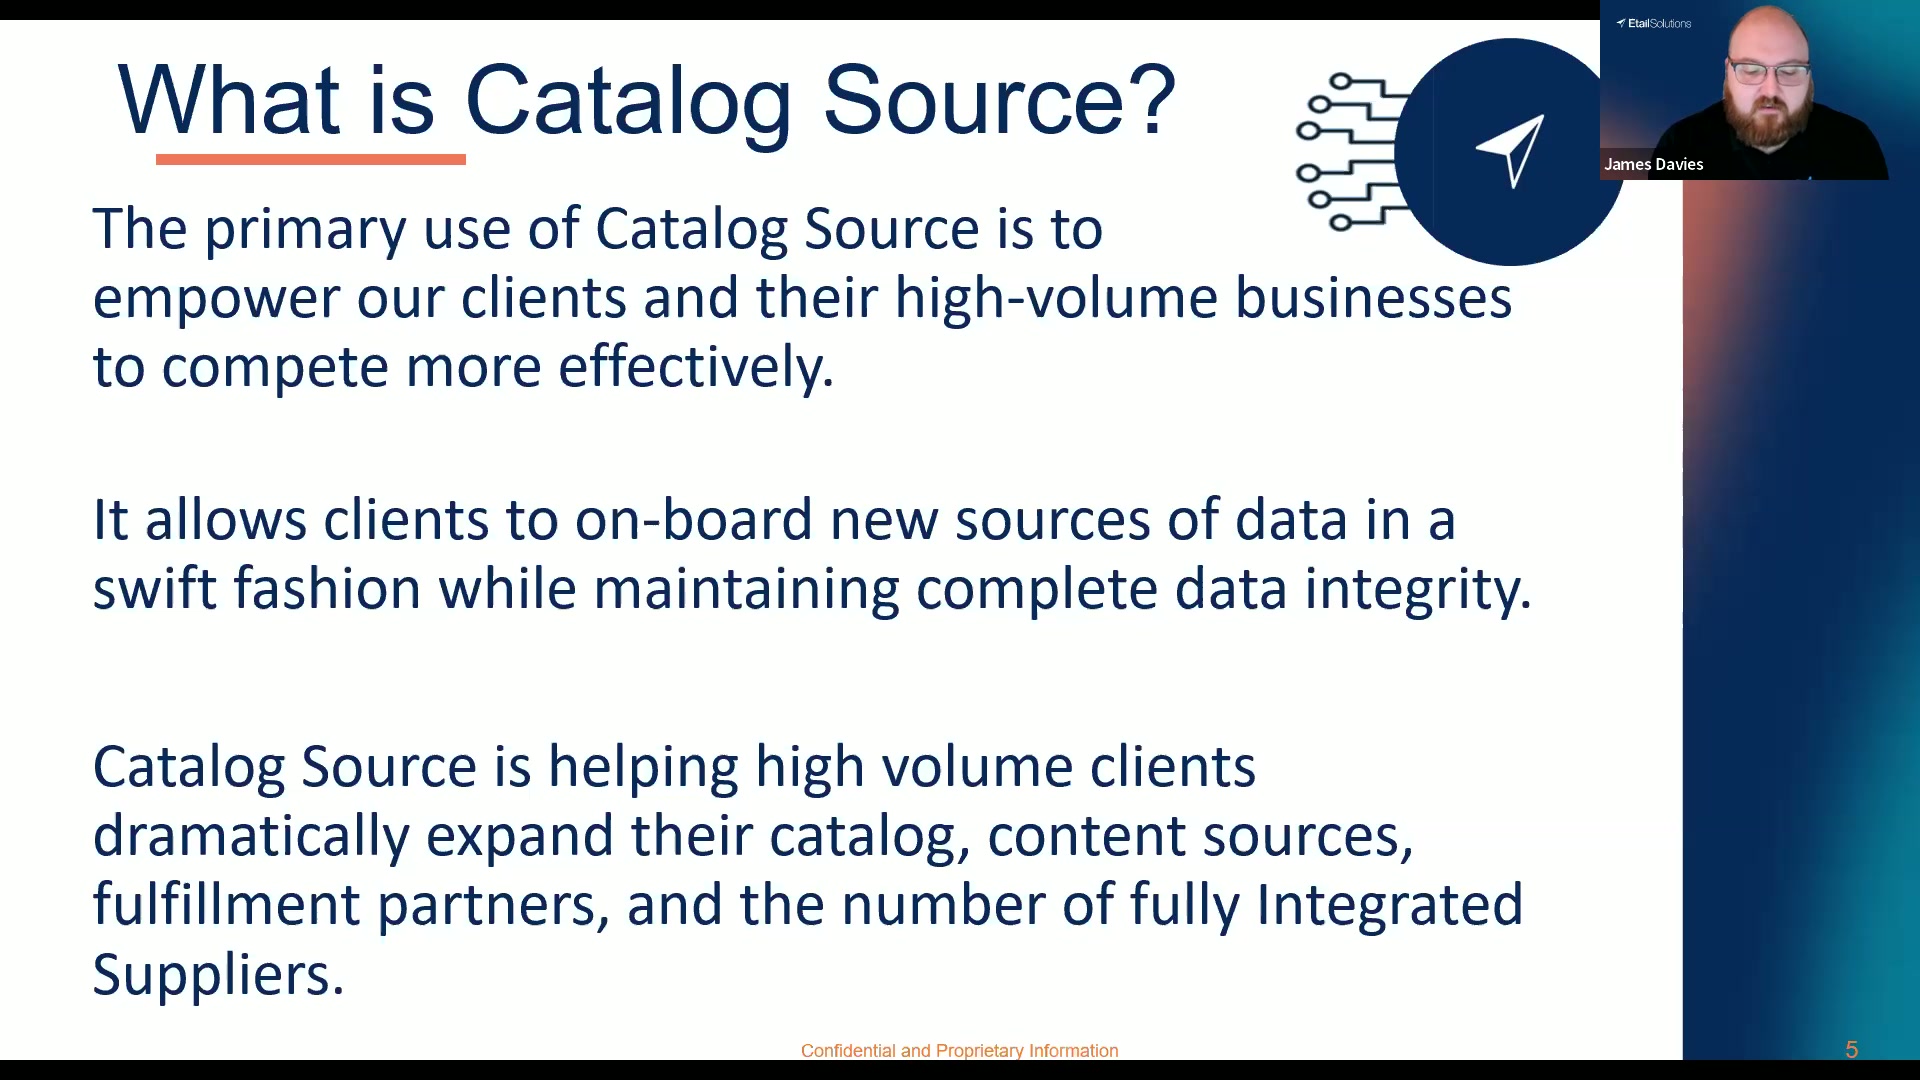 What is Catalog Source?
EtailSolutions
James Davies
The primary use of Catalog Source is to
empower our clients and their high-volume businesses
to compete more effectively.
It allows clients to on-board new sources of data in a
swift fashion while maintaining complete data integrity.
Catalog Source is helping high volume clients
dramatically expand their catalog, content sources,
fulfillment partners, and the number of fully Integrated
Suppliers.
Confidential and Proprietary Information
5